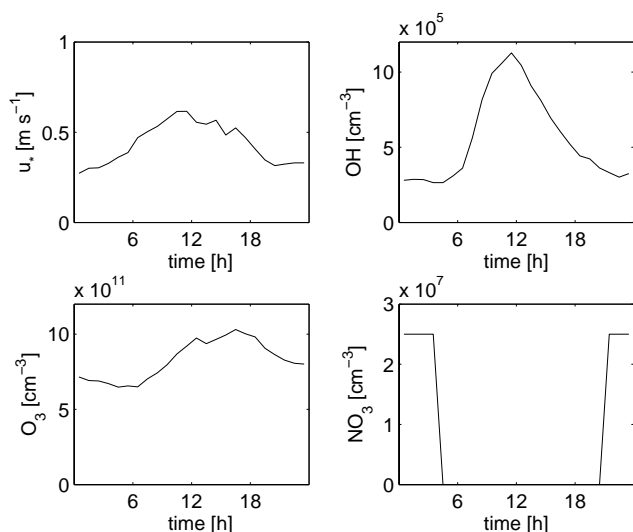 1
0.5
0
u* [m s−1]
6 12 18
time [h]
x 10^5
10
5
0
OH [cm−3]
6 12 18
time [h]
x 10^11
10
5
0
O3 [cm−3]
6 12 18
time [h]
x 10^7
3
2
1
0
NO3 [cm−3]
6 12 18
time [h]